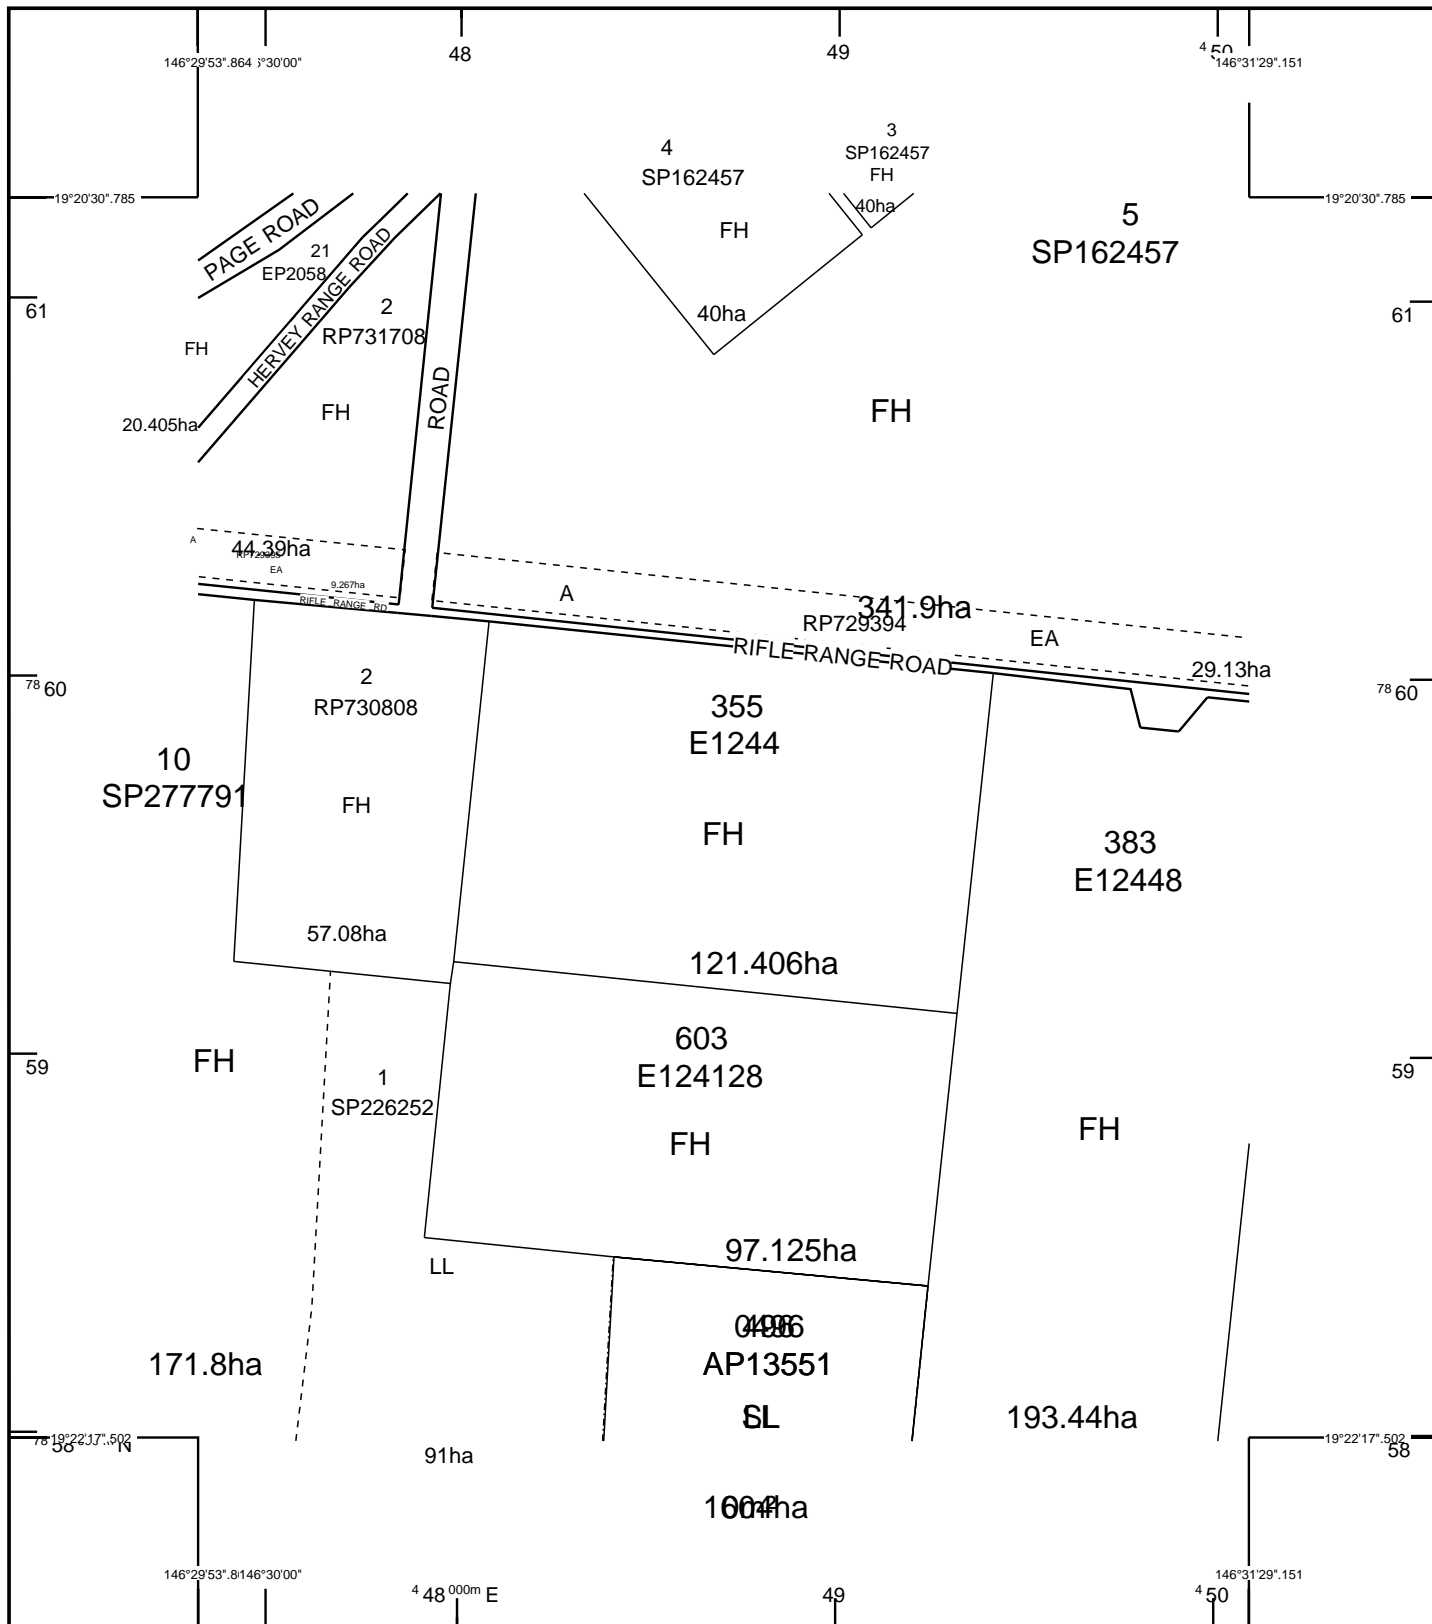 48
49
4 50
146°29'53".864
146°31'29".151
3
SP162457
FH
40ha
4
SP162457
FH
40ha
5
SP162457
FH
19°20'30".785
19°20'30".785
PAGE ROAD
21
EP2058
FH
20.405ha
HERVEY RANGE ROAD
2
RP731708
FH
ROAD
61
61
A
44.39ha
EA
9.267ha
RIFLE RANGE RD
A
341.9ha
RP729394
EA
29.13ha
RIFLE RANGE ROAD
78 60
78 60
2
RP730808
FH
57.08ha
355
E1244
FH
121.406ha
10
SP277791
FH
171.8ha
383
E12448
FH
193.44ha
603
E124128
FH
97.125ha
59
59
1
SP226252
LL
91ha
AP13551
19°22'17".502
19°22'17".502
58
146°30'00"
146°31'29".151
4 48 000m E
49
4 50